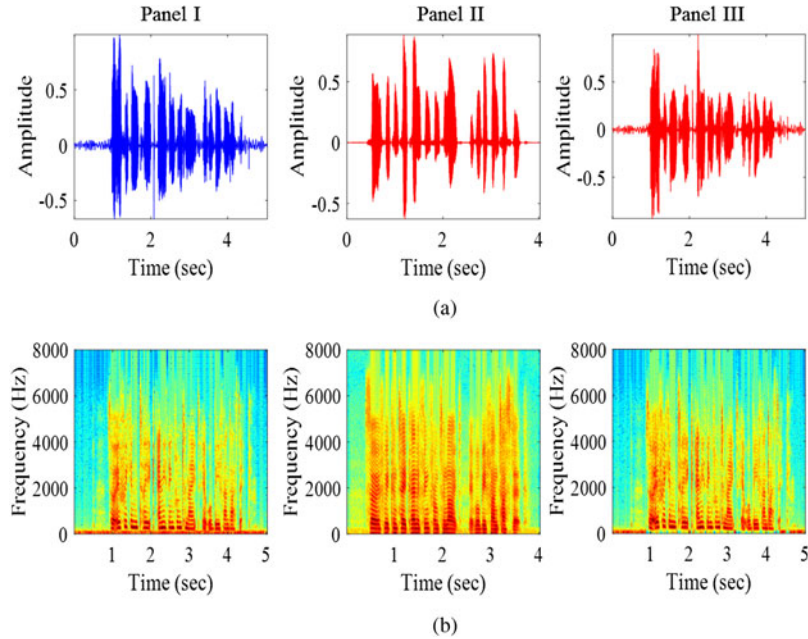 Panel I Panel II Panel III
Amplitude Amplitude Amplitude
0.5 0.5 0.5
0 0 0
-0.5 -0.5 -0.5
0 2 4 0 2 4 0 2 4
Time (sec) Time (sec) Time (sec)
(a)
Frequency (Hz) Frequency (Hz) Frequency (Hz)
8000 8000 8000
6000 6000 6000
4000 4000 4000
2000 2000 2000
0 0 0
1 2 3 4 5 1 2 3 4 1 2 3 4 5
Time (sec) Time (sec) Time (sec)
(b)